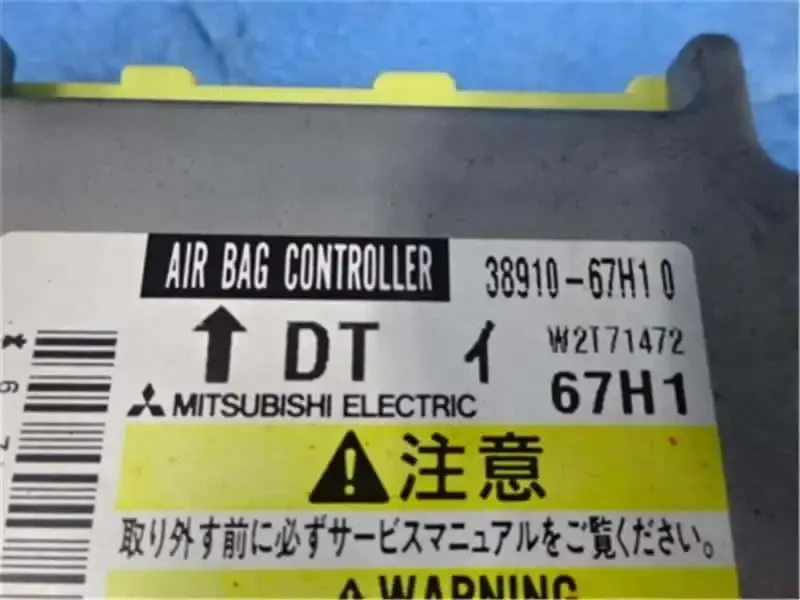 AIR BAG CONTROLLER 38910-67H10
DT イ W2T71472
MITSUBISHI ELECTRIC 67H1
注意
取り外す前に必ずサービスマニュアルをご覧ください。
WARNING